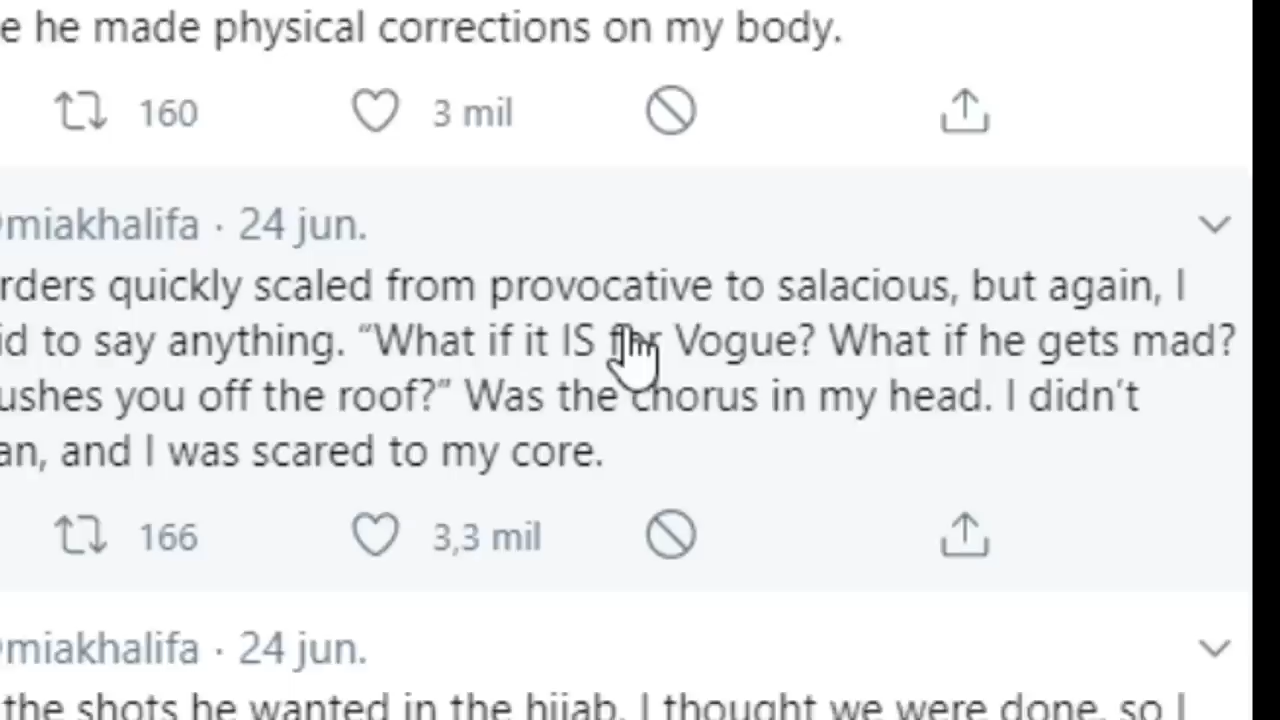 e he made physical corrections on my body.
160 3 mil
miakhalifa · 24 jun.
rders quickly scaled from provocative to salacious, but again, I
id to say anything. “What if it IS for Vogue? What if he gets mad?
ushes you off the roof?” Was the chorus in my head. I didn’t
an, and I was scared to my core.
166 3,3 mil
miakhalifa · 24 jun.
the shots he wanted in the hijab, I thought we were done, so I